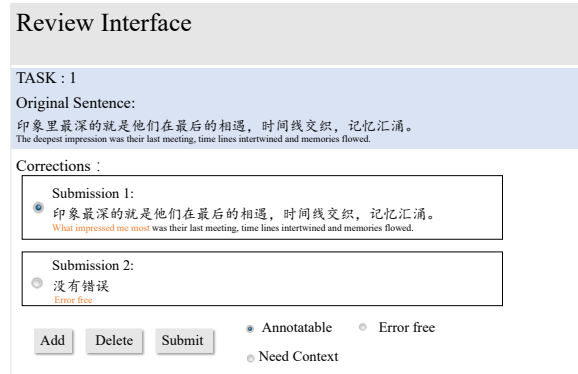 Review Interface
TASK : 1
Original Sentence:
印象里最深的就是他们在最后的相遇，时间线交织，记忆汇涌。
The deepest impression was their last meeting, time lines intertwined and memories flowed.
Corrections：
Submission 1:
印象最深的就是他们在最后的相遇，时间线交织，记忆汇涌。
What impressed me most was their last meeting, time lines intertwined and memories flowed.
Submission 2:
没有错误
Error free
Add Delete Submit Annotatable Error free
Need Context